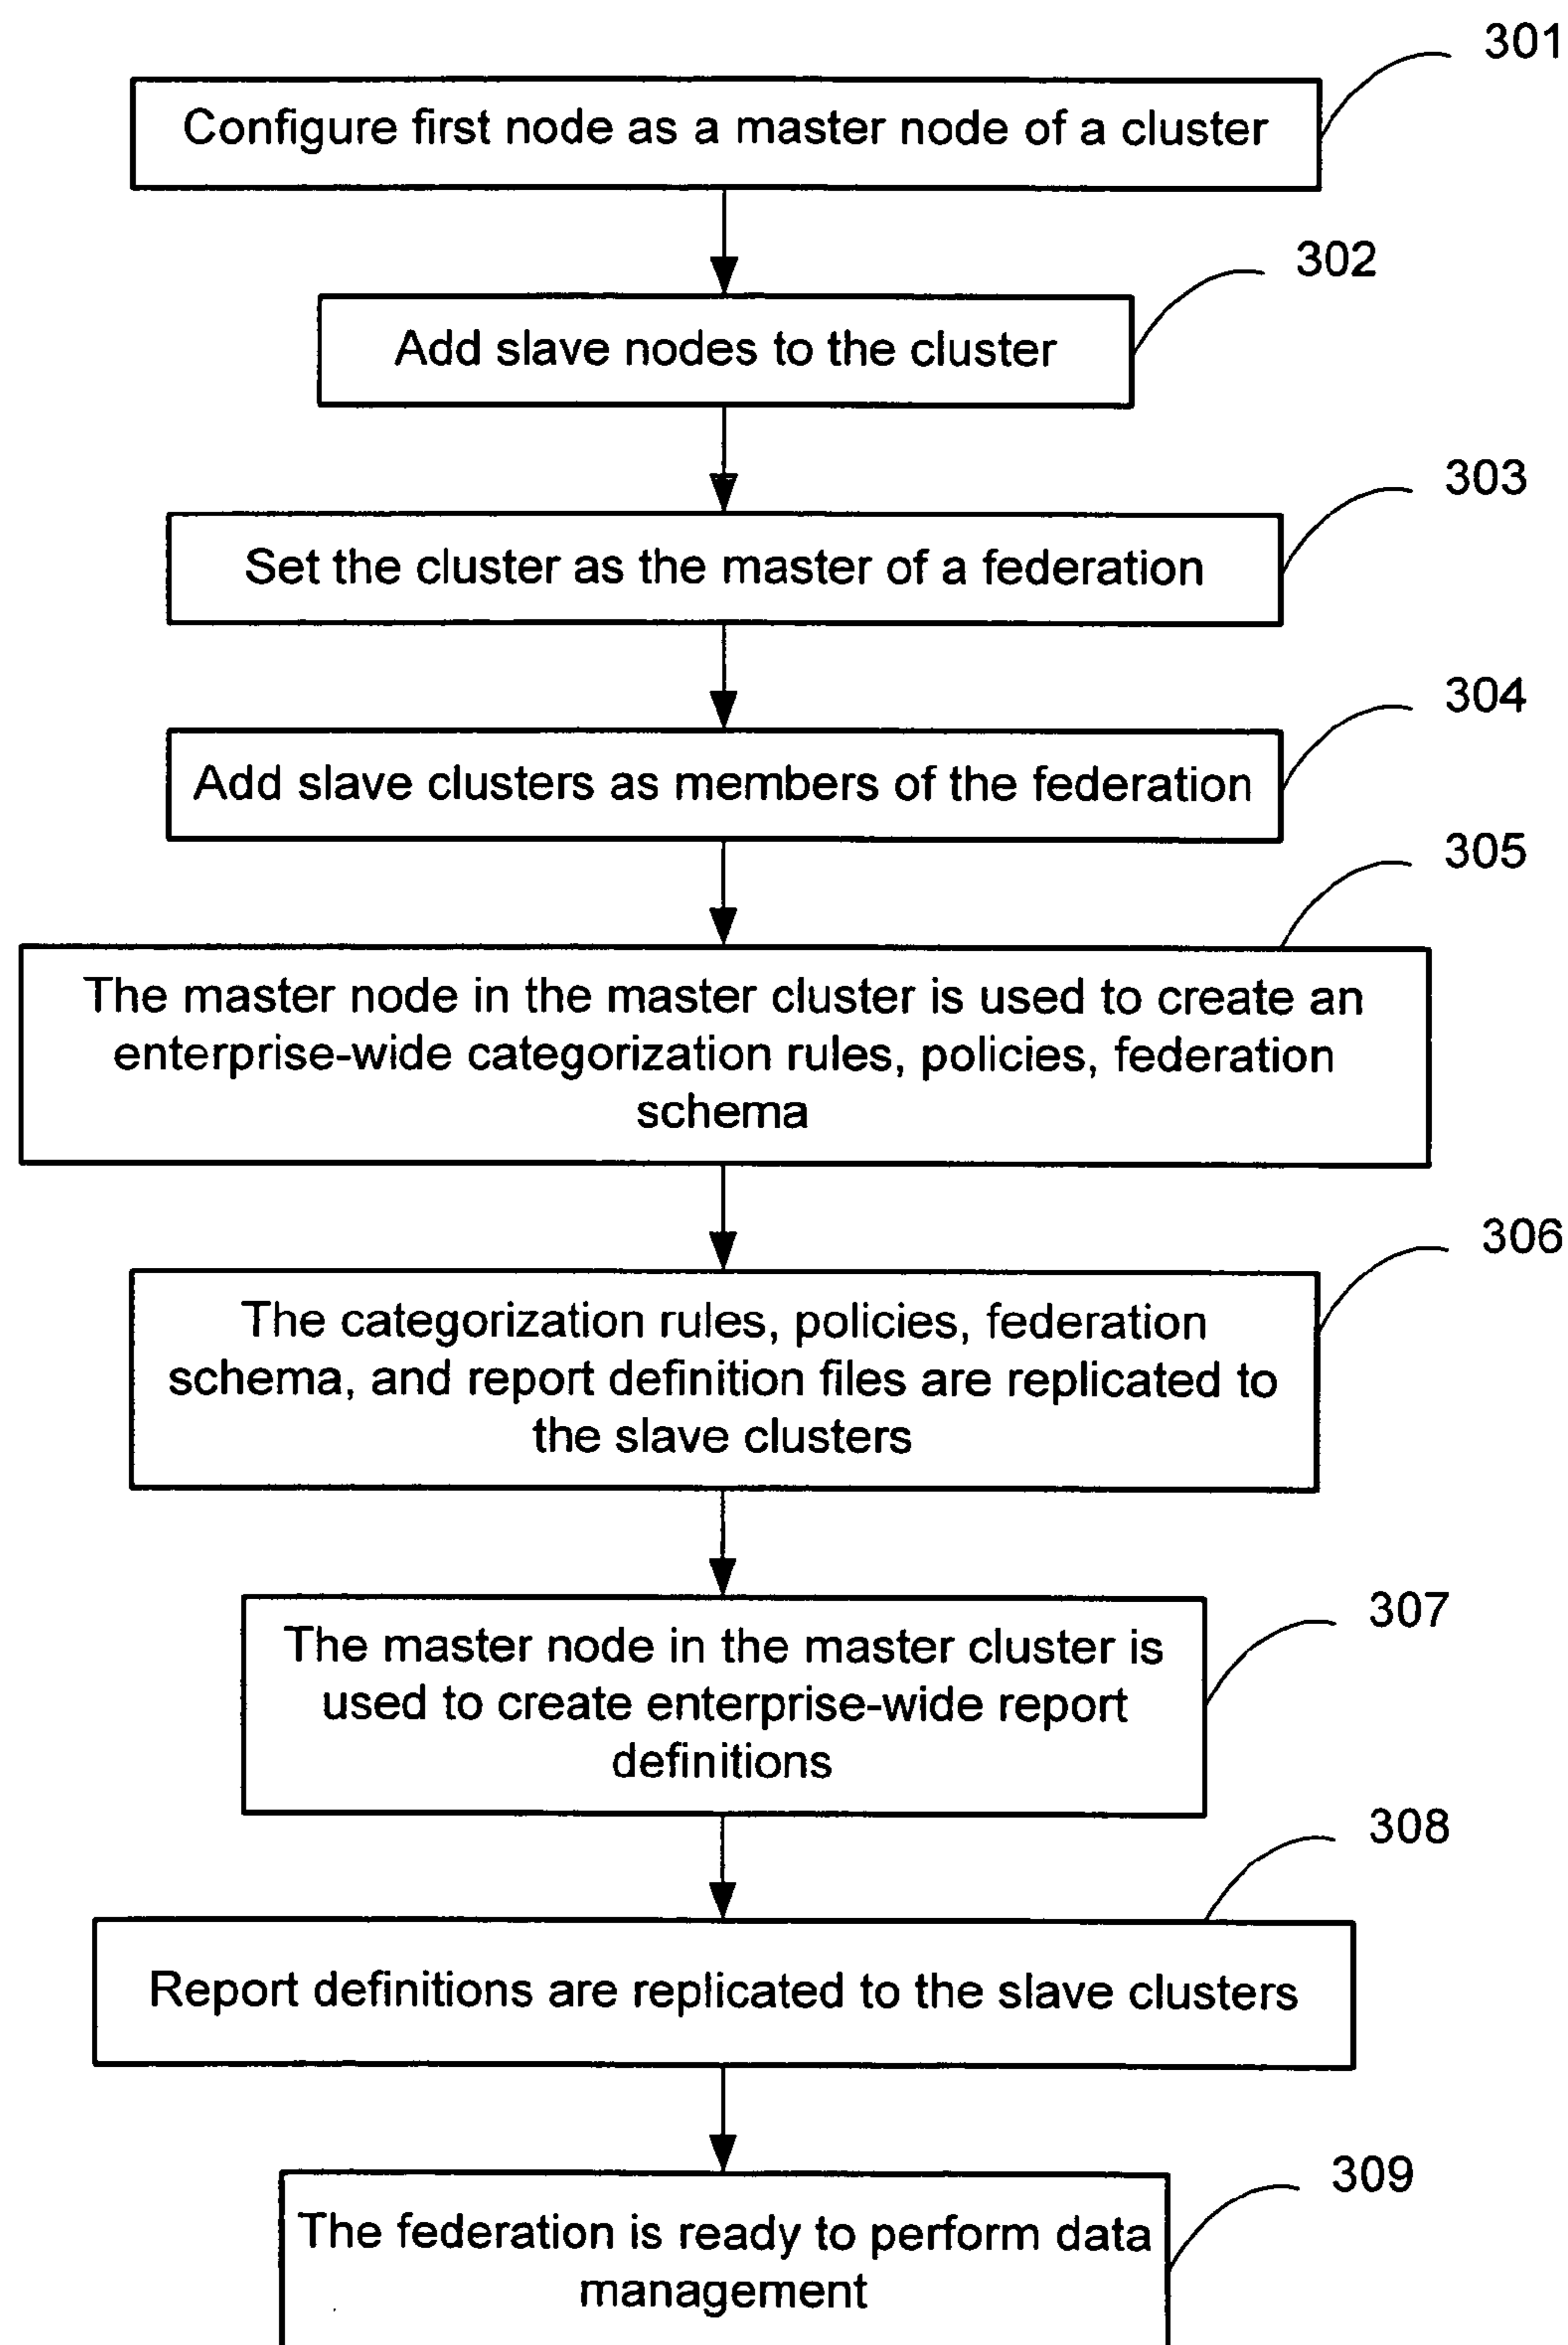 301
Configure first node as a master node of a cluster
302
Add slave nodes to the cluster
303
Set the cluster as the master of a federation
304
Add slave clusters as members of the federation
305
The master node in the master cluster is used to create an
enterprise-wide categorization rules, policies, federation
schema
306
The categorization rules, policies, federation
schema, and report definition files are replicated to
the slave clusters
307
The master node in the master cluster is
used to create enterprise-wide report
definitions
308
Report definitions are replicated to the slave clusters
309
The federation is ready to perform data
management